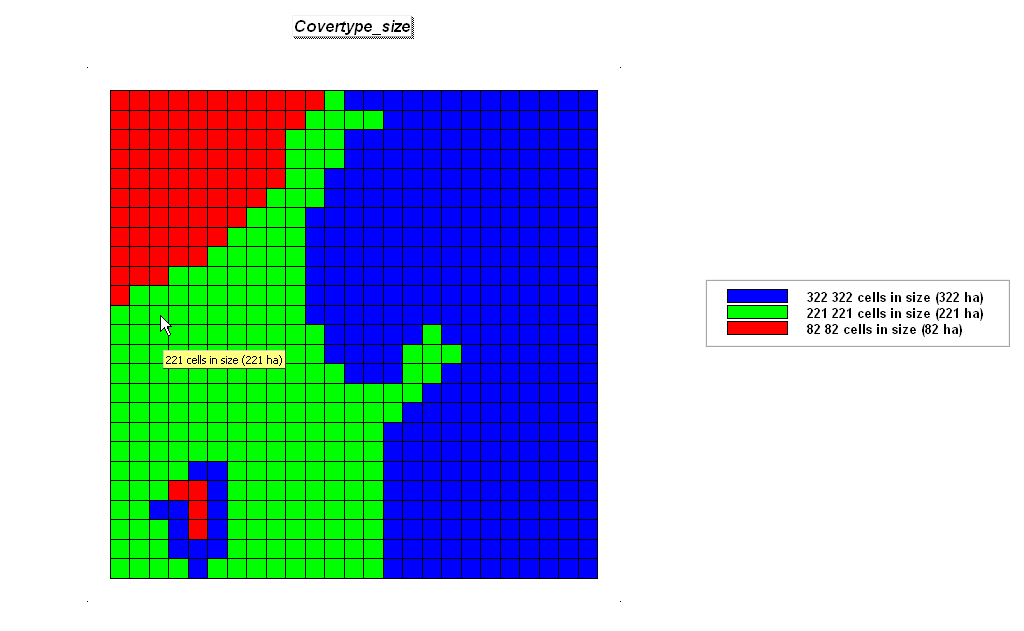 Covertype_size
221 cells in size (221 ha)
322 322 cells in size (322 ha)
221 221 cells in size (221 ha)
82 82 cells in size (82 ha)